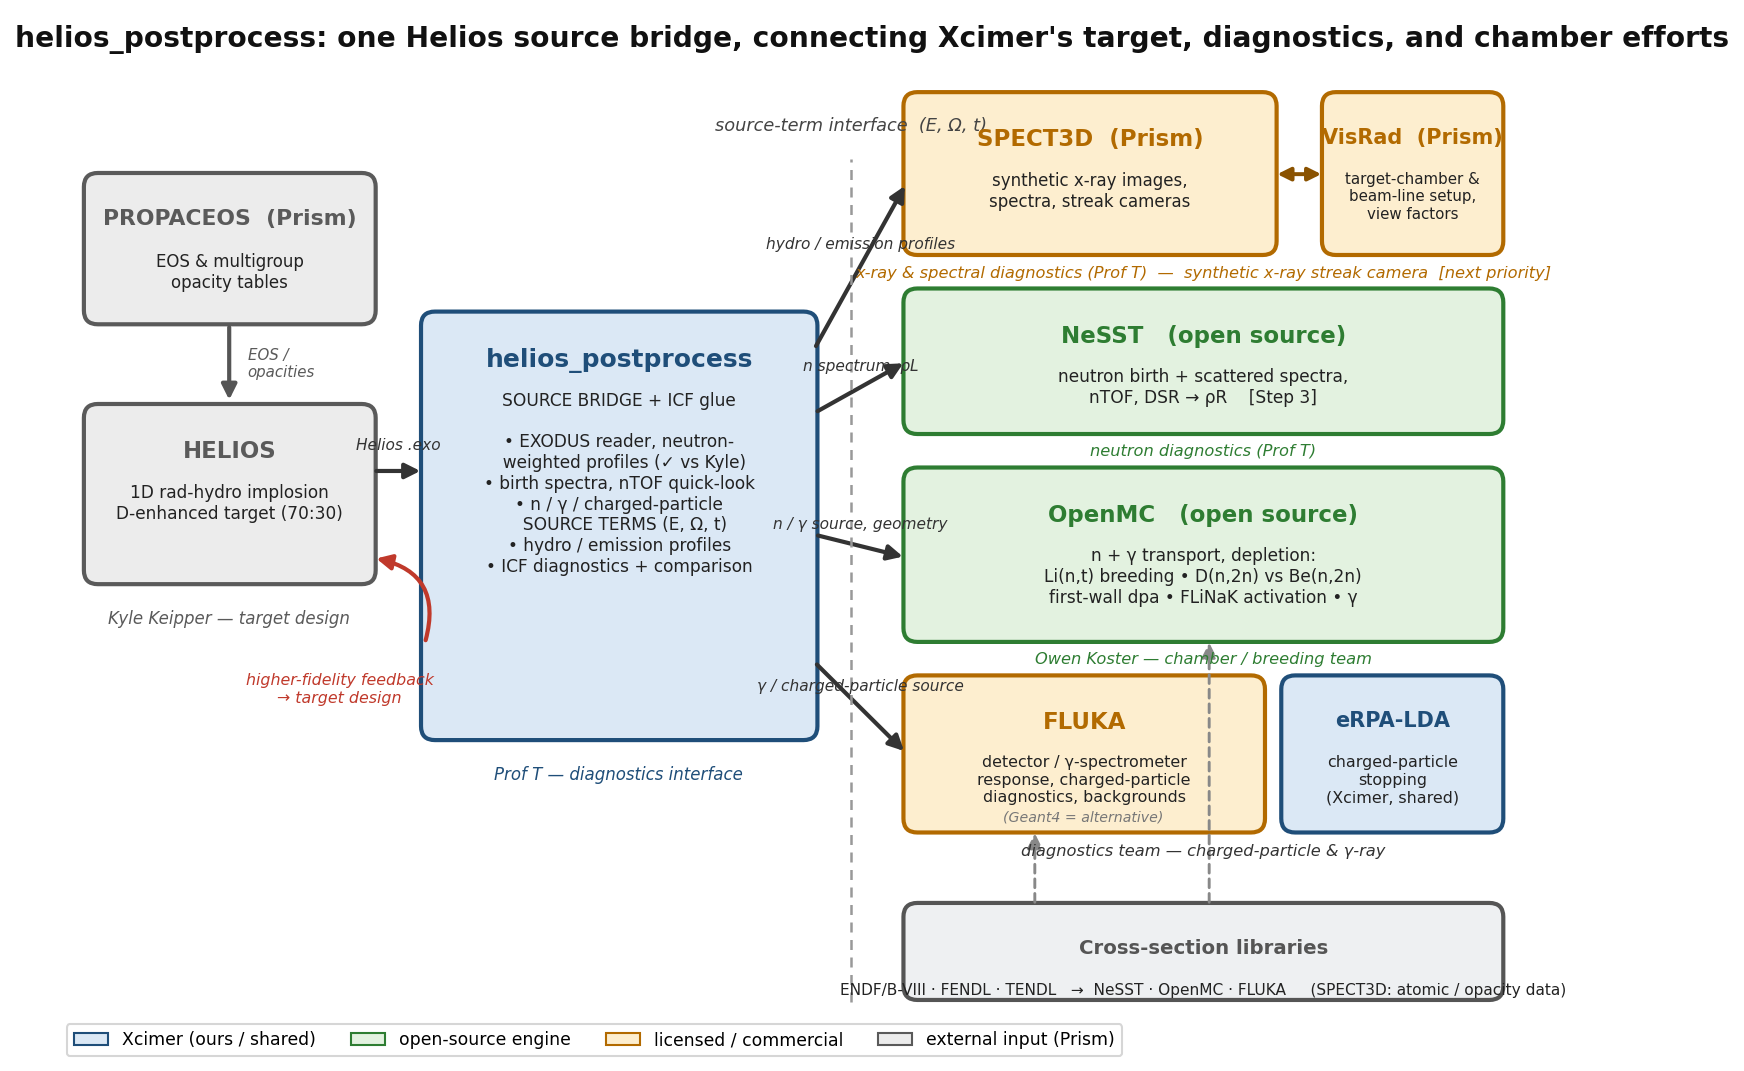 helios_postprocess: one Helios source bridge, connecting Xcimer's target, diagnostics, and chamber efforts
source-term interface (E, Ω, t)
PROPACEOS (Prism)
EOS & multigroup
opacity tables
EOS /
opacities
HELIOS
1D rad-hydro implosion
D-enhanced target (70:30)
Kyle Keipper — target design
Helios .exo
higher-fidelity feedback
→ target design
helios_postprocess
SOURCE BRIDGE + ICF glue
• EXODUS reader, neutron-
weighted profiles (✓ vs Kyle)
• birth spectra, nTOF quick-look
• n / γ / charged-particle
SOURCE TERMS (E, Ω, t)
• hydro / emission profiles
• ICF diagnostics + comparison
Prof T — diagnostics interface
hydro / emission profiles
n spectrum, ρL
n / γ source, geometry
γ / charged-particle source
SPECT3D (Prism)
synthetic x-ray images,
spectra, streak cameras
VisRad (Prism)
target-chamber &
beam-line setup,
view factors
x-ray & spectral diagnostics (Prof T) — synthetic x-ray streak camera [next priority]
NeSST (open source)
neutron birth + scattered spectra,
nTOF, DSR → ρR [Step 3]
neutron diagnostics (Prof T)
OpenMC (open source)
n + γ transport, depletion:
Li(n,t) breeding • D(n,2n) vs Be(n,2n)
first-wall dpa • FLiNaK activation • γ
Owen Koster — chamber / breeding team
FLUKA
detector / γ-spectrometer
response, charged-particle
diagnostics, backgrounds
(Geant4 = alternative)
eRPA-LDA
charged-particle
stopping
(Xcimer, shared)
diagnostics team — charged-particle & γ-ray
Cross-section libraries
ENDF/B-VIII · FENDL · TENDL → NeSST · OpenMC · FLUKA (SPECT3D: atomic / opacity data)
Xcimer (ours / shared)
open-source engine
licensed / commercial
external input (Prism)